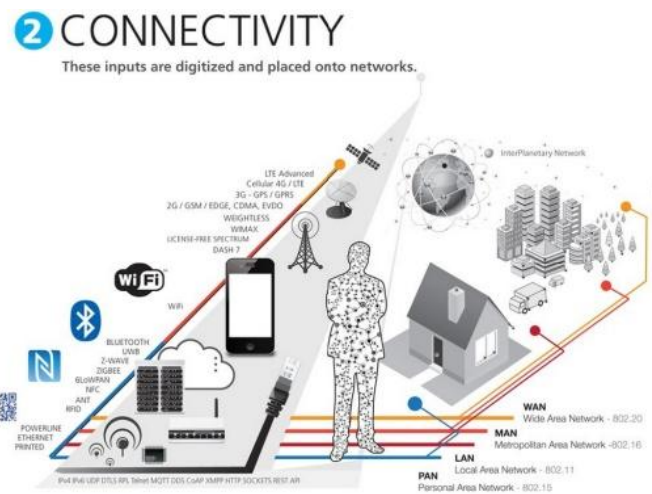 2 CONNECTIVITY
These inputs are digitized and placed onto networks.
InterPlanetary Network
LTE Advanced
Cellular 4G / LTE
3G - GPS / GPRS
2G / GSM / EDGE, CDMA, EVDO
WEIGHTLESS
WIMAX
LICENSE-FREE SPECTRUM
DASH 7
Wi Fi
WiFi
BLUETOOTH
UWB
Z-WAVE
ZIGBEE
6LoWPAN
NFC
ANT
RFID
POWERLINE
ETHERNET
PRINTED
WAN
Wide Area Network - 802.20
MAN
Metropolitan Area Network -802.16
LAN
Local Area Network - 802.11
PAN
Personal Area Network - 802.15
IPv4 IPv6 UDP DTLS RPL Telnet MQTT DDS CoAP XMPP HTTP SOCKETS REST API